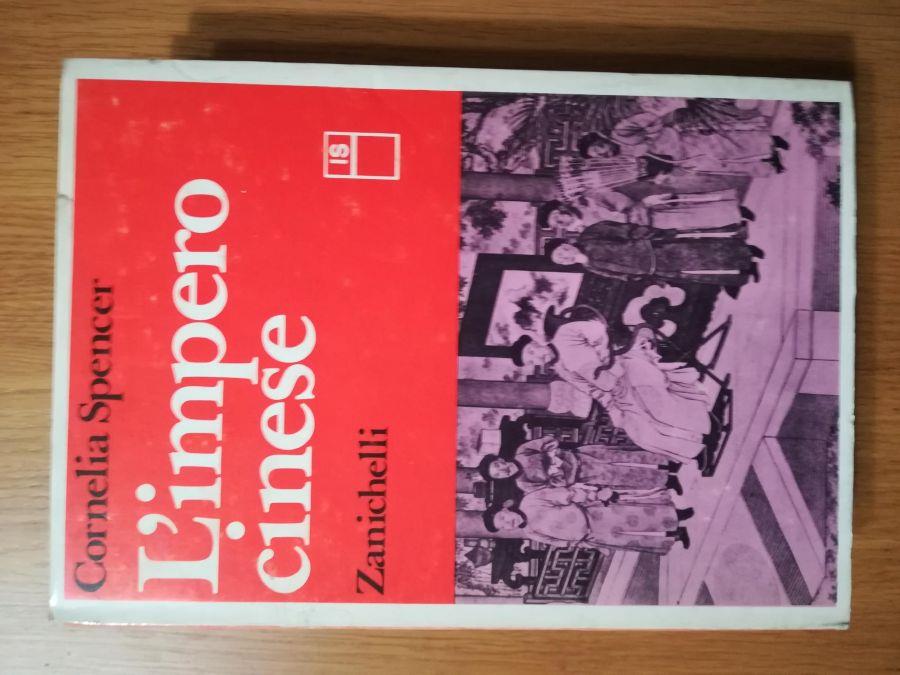 Cornelia Spencer
L'impero
cinese
Zanichelli
IS